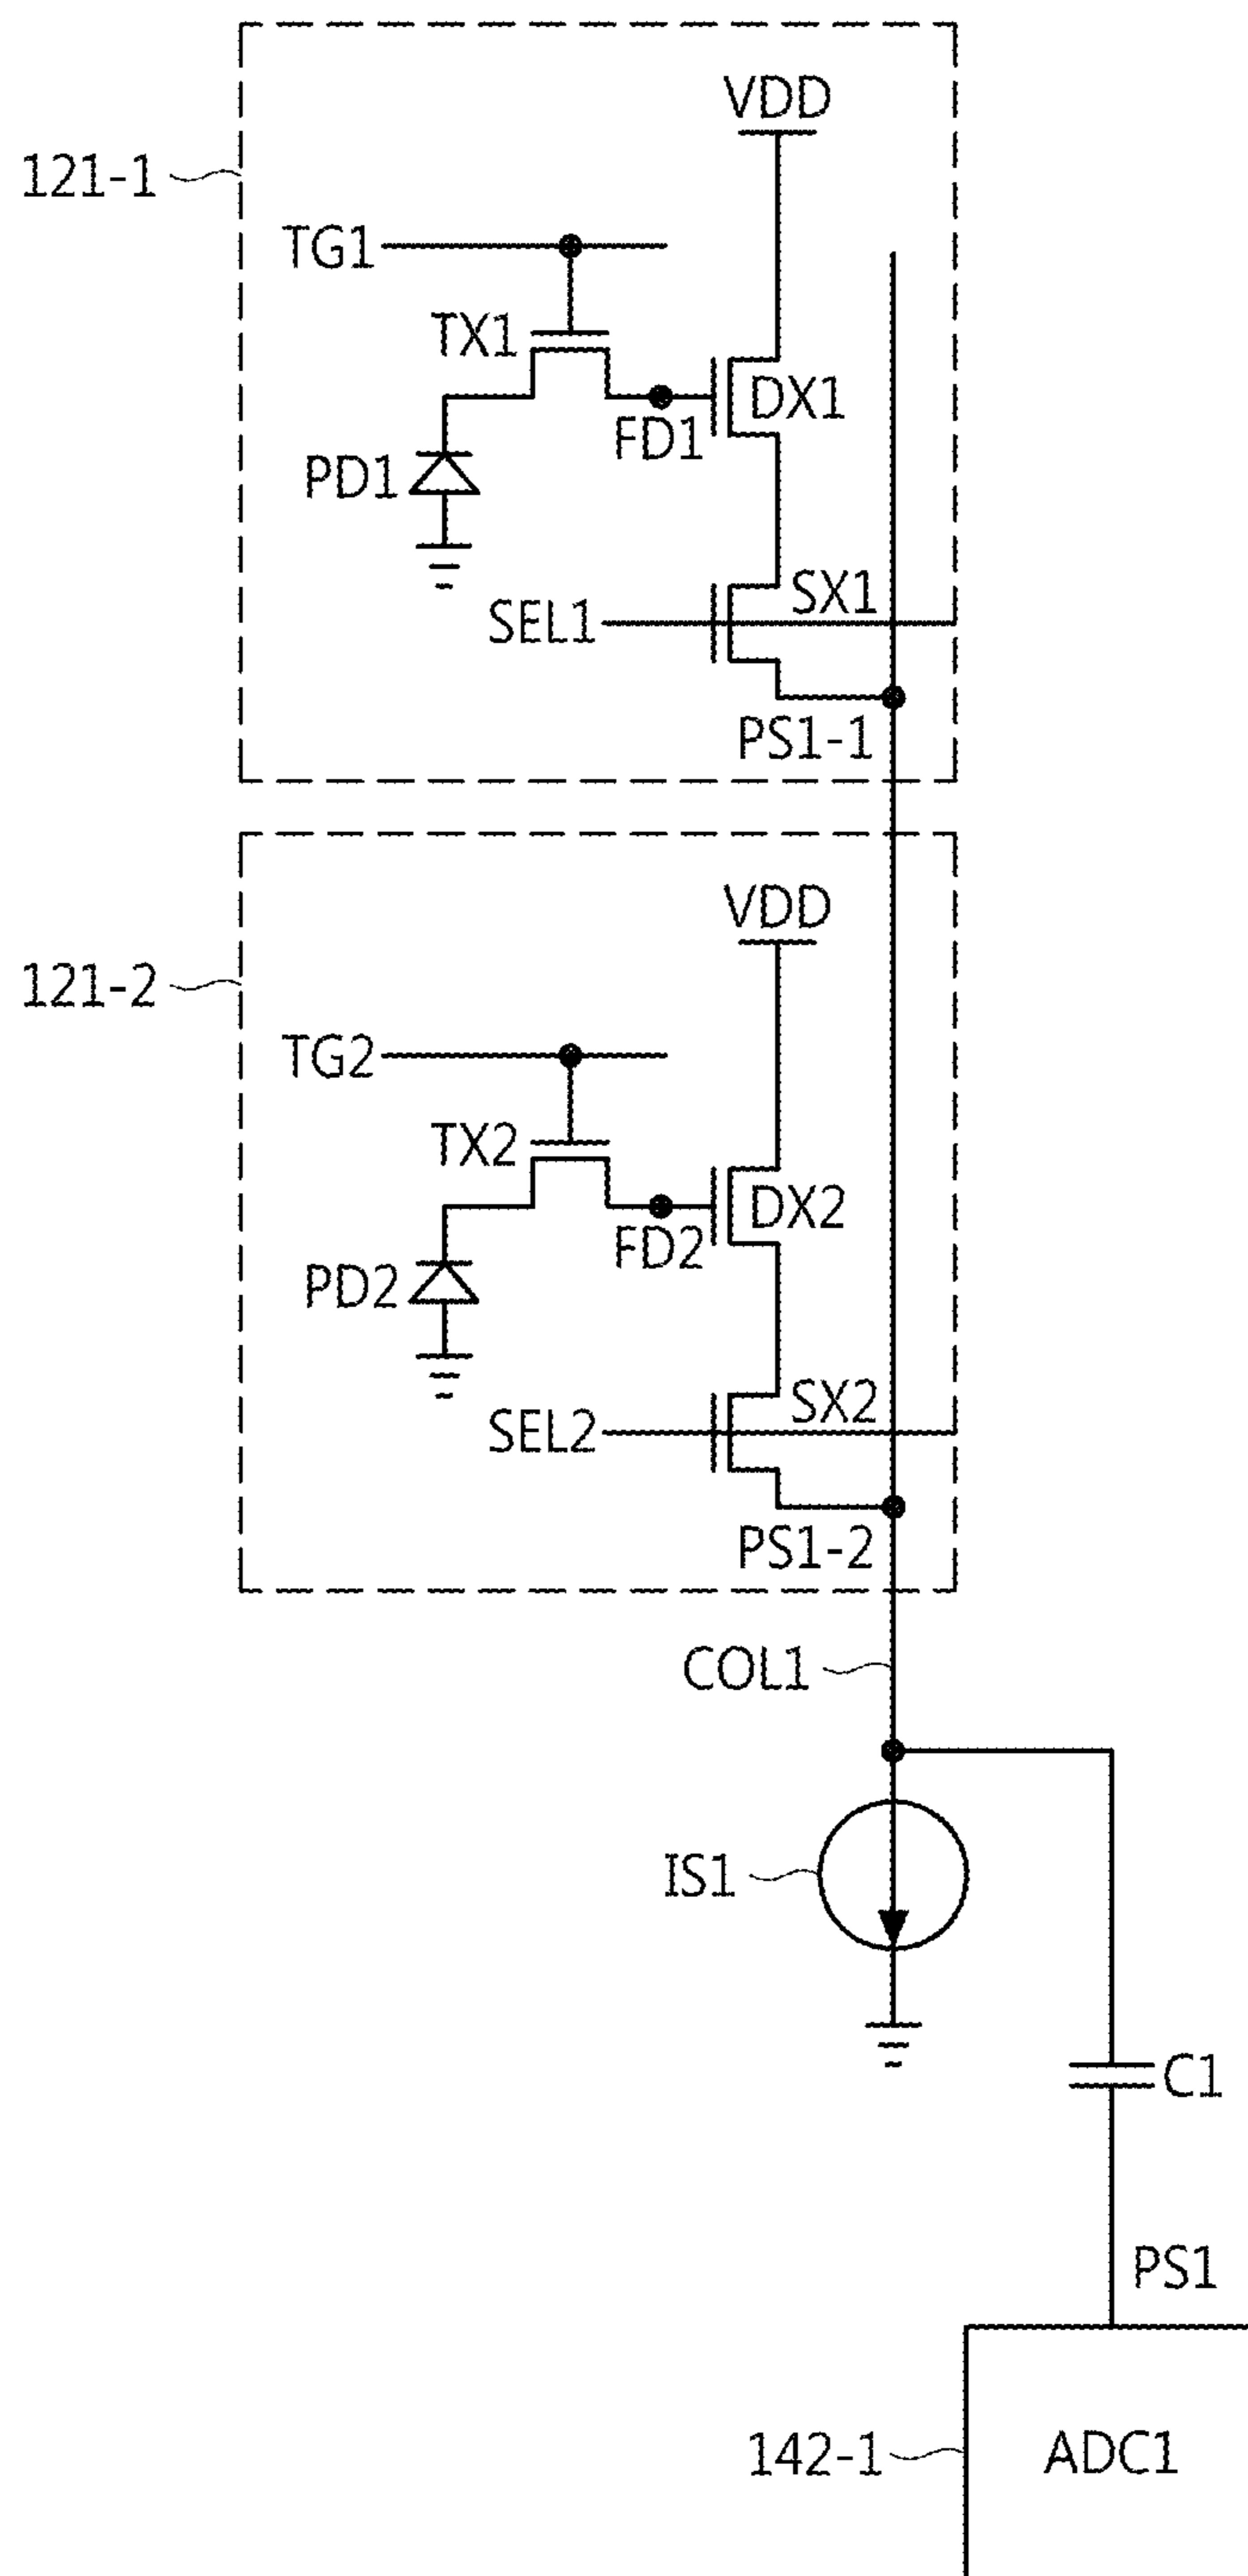 VDD
121-1
TG1
TX1
DX1
FD1
PD1
SX1
SEL1
PS1-1
VDD
121-2
TG2
TX2
DX2
FD2
PD2
SX2
SEL2
PS1-2
COL1
IS1
C1
PS1
142-1
ADC1